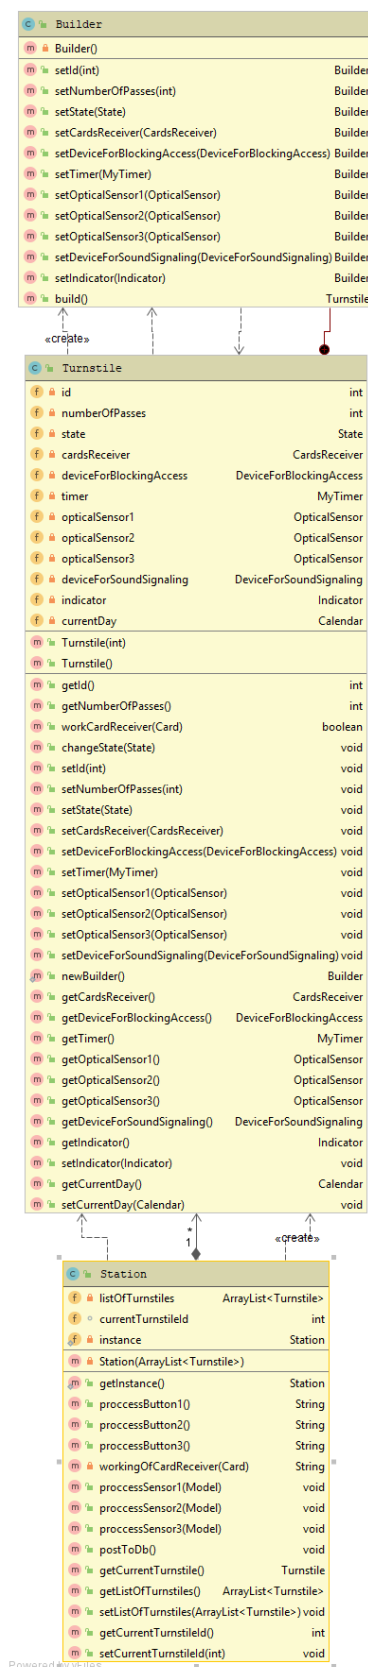 Builder
Builder()
setId(int) Builder
setNumberOfPasses(int) Builder
setState(State) Builder
setCardsReceiver(CardsReceiver) Builder
setDeviceForBlockingAccess(DeviceForBlockingAccess) Builder
setTimer(MyTimer) Builder
setOpticalSensor1(OpticalSensor) Builder
setOpticalSensor2(OpticalSensor) Builder
setOpticalSensor3(OpticalSensor) Builder
setDeviceForSoundSignaling(DeviceForSoundSignaling) Builder
setIndicator(Indicator) Builder
build() Turnstile
«create»
Turnstile
id int
numberOfPasses int
state State
cardsReceiver CardsReceiver
deviceForBlockingAccess DeviceForBlockingAccess
timer MyTimer
opticalSensor1 OpticalSensor
opticalSensor2 OpticalSensor
opticalSensor3 OpticalSensor
deviceForSoundSignaling DeviceForSoundSignaling
indicator Indicator
currentDay Calendar
Turnstile(int)
Turnstile()
getId() int
getNumberOfPasses() int
workCardReceiver(Card) boolean
changeState(State) void
setId(int) void
setNumberOfPasses(int) void
setState(State) void
setCardsReceiver(CardsReceiver) void
setDeviceForBlockingAccess(DeviceForBlockingAccess) void
setTimer(MyTimer) void
setOpticalSensor1(OpticalSensor) void
setOpticalSensor2(OpticalSensor) void
setOpticalSensor3(OpticalSensor) void
setDeviceForSoundSignaling(DeviceForSoundSignaling) void
newBuilder() Builder
getCardsReceiver() CardsReceiver
getDeviceForBlockingAccess() DeviceForBlockingAccess
getTimer() MyTimer
getOpticalSensor1() OpticalSensor
getOpticalSensor2() OpticalSensor
getOpticalSensor3() OpticalSensor
getDeviceForSoundSignaling() DeviceForSoundSignaling
getIndicator() Indicator
setIndicator(Indicator) void
getCurrentDay() Calendar
setCurrentDay(Calendar) void
*
1
«create»
Station
listOfTurnstiles ArrayList<Turnstile>
currentTurnstileId int
instance Station
Station(ArrayList<Turnstile>)
getInstance() Station
proccessButton1() String
proccessButton2() String
proccessButton3() String
workingOfCardReceiver(Card) String
proccessSensor1(Model) void
proccessSensor2(Model) void
proccessSensor3(Model) void
postToDb() void
getCurrentTurnstile() Turnstile
getListOfTurnstiles() ArrayList<Turnstile>
setListOfTurnstiles(ArrayList<Turnstile>) void
getCurrentTurnstileId() int
setCurrentTurnstileId(int) void
Powered by yFiles